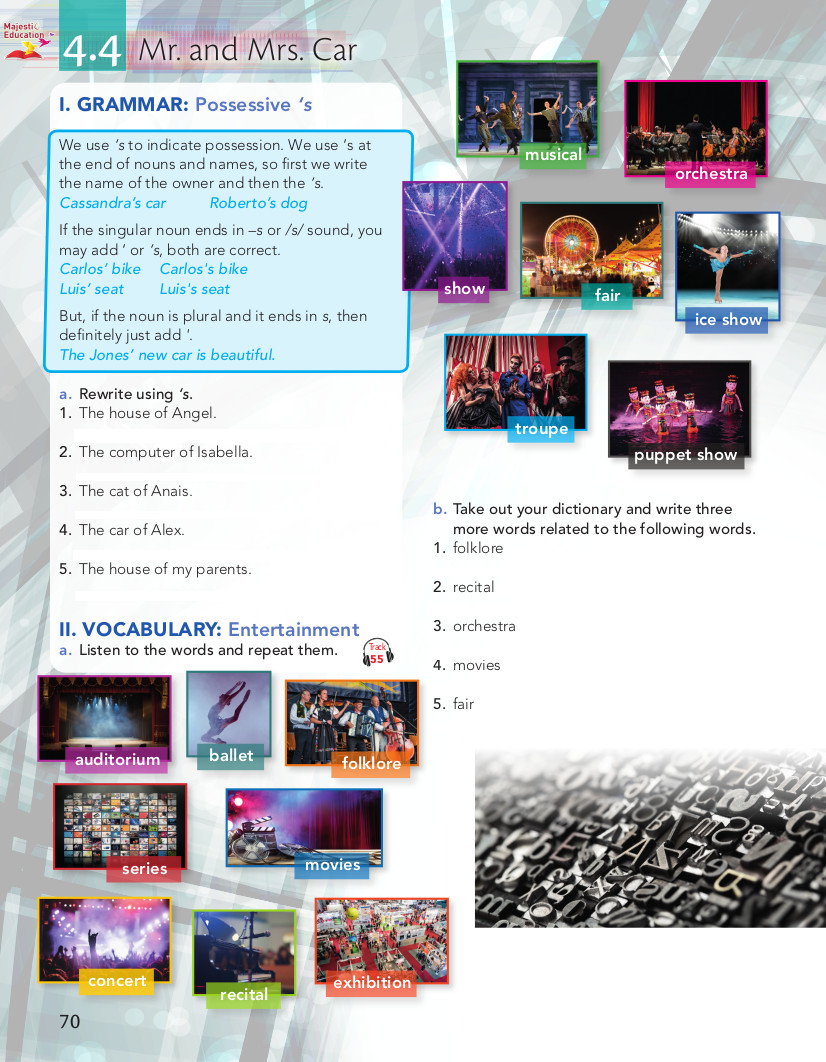 Majestic
Education
4.4 Mr. and Mrs. Car
I. GRAMMAR: Possessive ’s
We use ’s to indicate possession. We use ‘s at
the end of nouns and names, so first we write
the name of the owner and then the ’s.
Cassandra’s car Roberto’s dog
If the singular noun ends in –s or /s/ sound, you
may add ‘ or ’s, both are correct.
Carlos’ bike Carlos's bike
Luis’ seat Luis's seat
But, if the noun is plural and it ends in s, then
definitely just add ‘.
The Jones’ new car is beautiful.
a. Rewrite using ’s.
1. The house of Angel.
2. The computer of Isabella.
3. The cat of Anais.
4. The car of Alex.
5. The house of my parents.
II. VOCABULARY: Entertainment
a. Listen to the words and repeat them.
Track
55
auditorium
ballet
folklore
series
movies
concert
recital
exhibition
musical
orchestra
show
fair
ice show
troupe
puppet show
b. Take out your dictionary and write three
more words related to the following words.
1. folklore
2. recital
3. orchestra
4. movies
5. fair
70